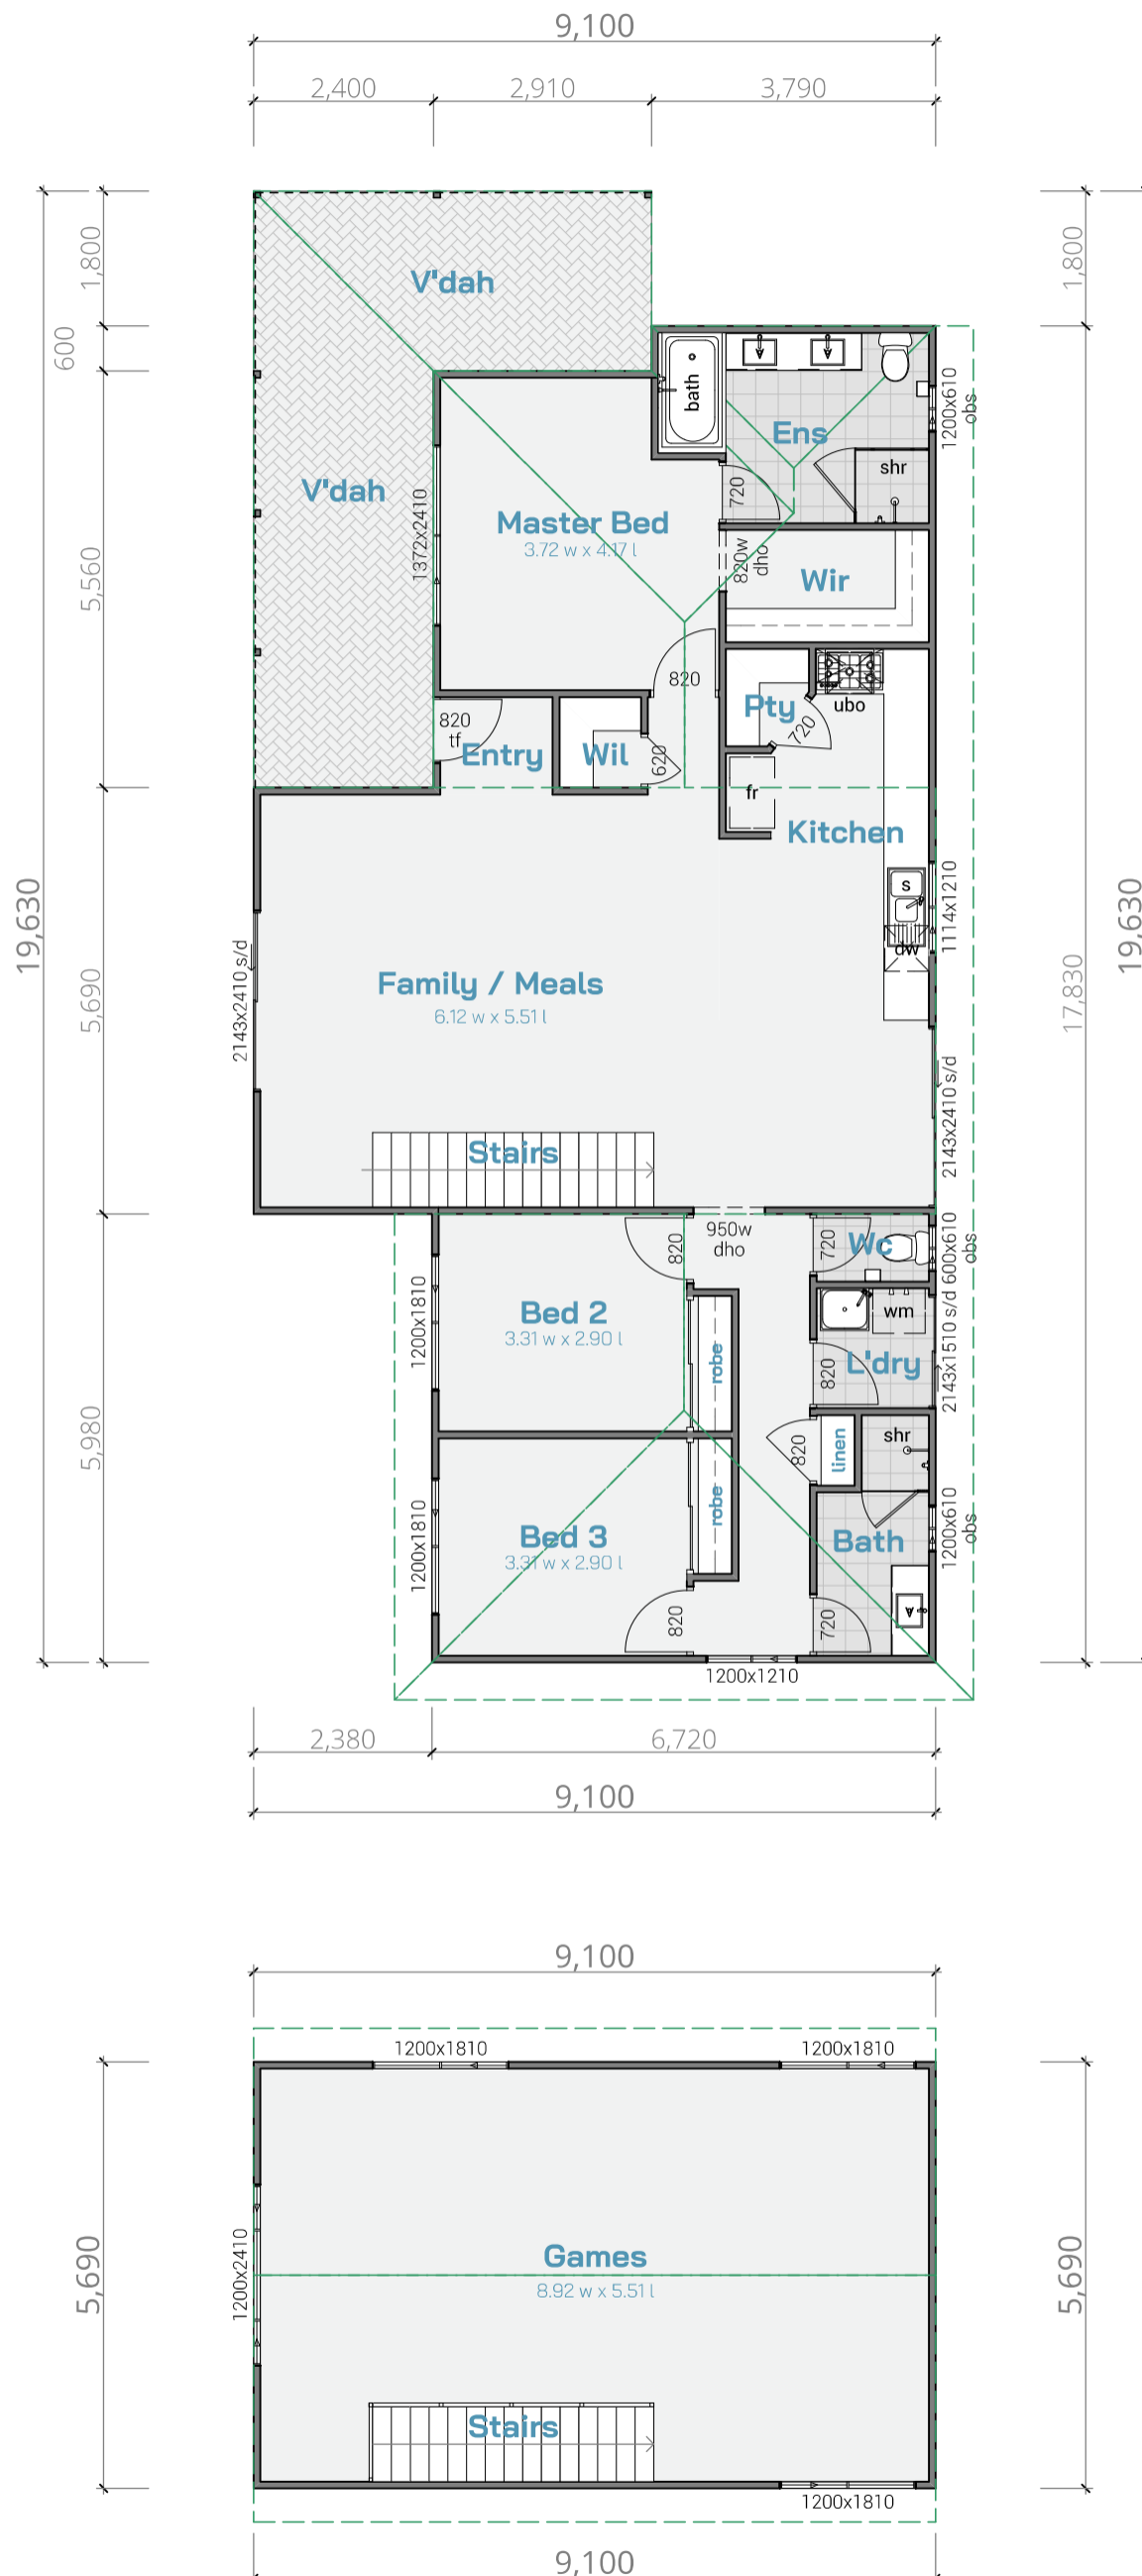 9,100
2,400
2,910
3,790
1,800
600
5,560
5,690
5,980
19,630
1,800
17,830
19,630
V'dah
V'dah
bath
Ens
1200x610
obs
shr
720
Master Bed
3.72 w x 4.17 l
1372x2410
820w
dho
Wir
820
Pty
720
ubo
820
tf
Entry
Wil
620
fr
Kitchen
s
dw
1114x1210
Family / Meals
6.12 w x 5.51 l
2143x2410 s/d
2143x2410 s/d
Stairs
950w
dho
820
720
Wc
600x610
obs
Bed 2
3.31 w x 2.90 l
1200x1810
robe
wm
L'dry
820
2143x1510 s/d
820
linen
shr
Bed 3
3.31 w x 2.90 l
1200x1810
robe
Bath
1200x610
obs
820
720
1200x1210
2,380
6,720
9,100
9,100
1200x1810
1200x1810
5,690
1200x2410
Games
8.92 w x 5.51 l
5,690
Stairs
1200x1810
9,100